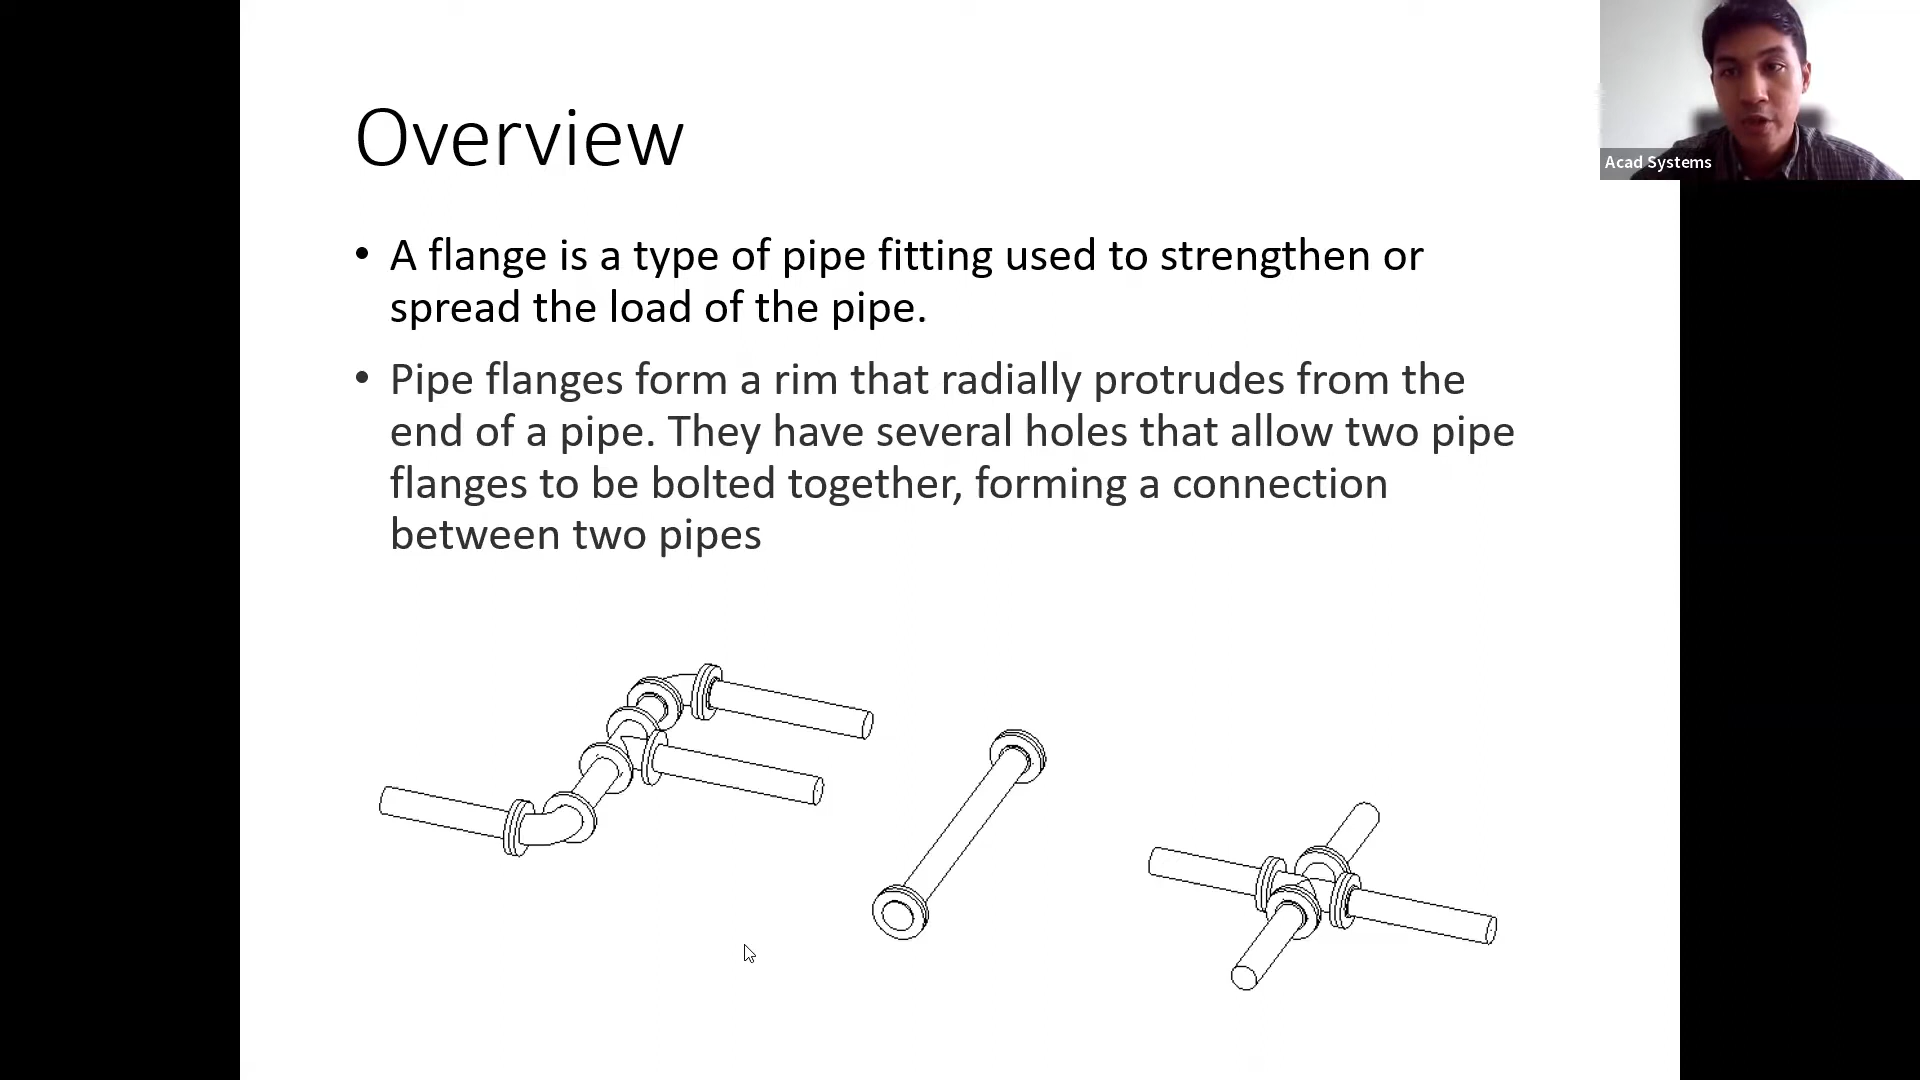 Overview
Acad Systems
• A flange is a type of pipe fitting used to strengthen or
spread the load of the pipe.
• Pipe flanges form a rim that radially protrudes from the
end of a pipe. They have several holes that allow two pipe
flanges to be bolted together, forming a connection
between two pipes